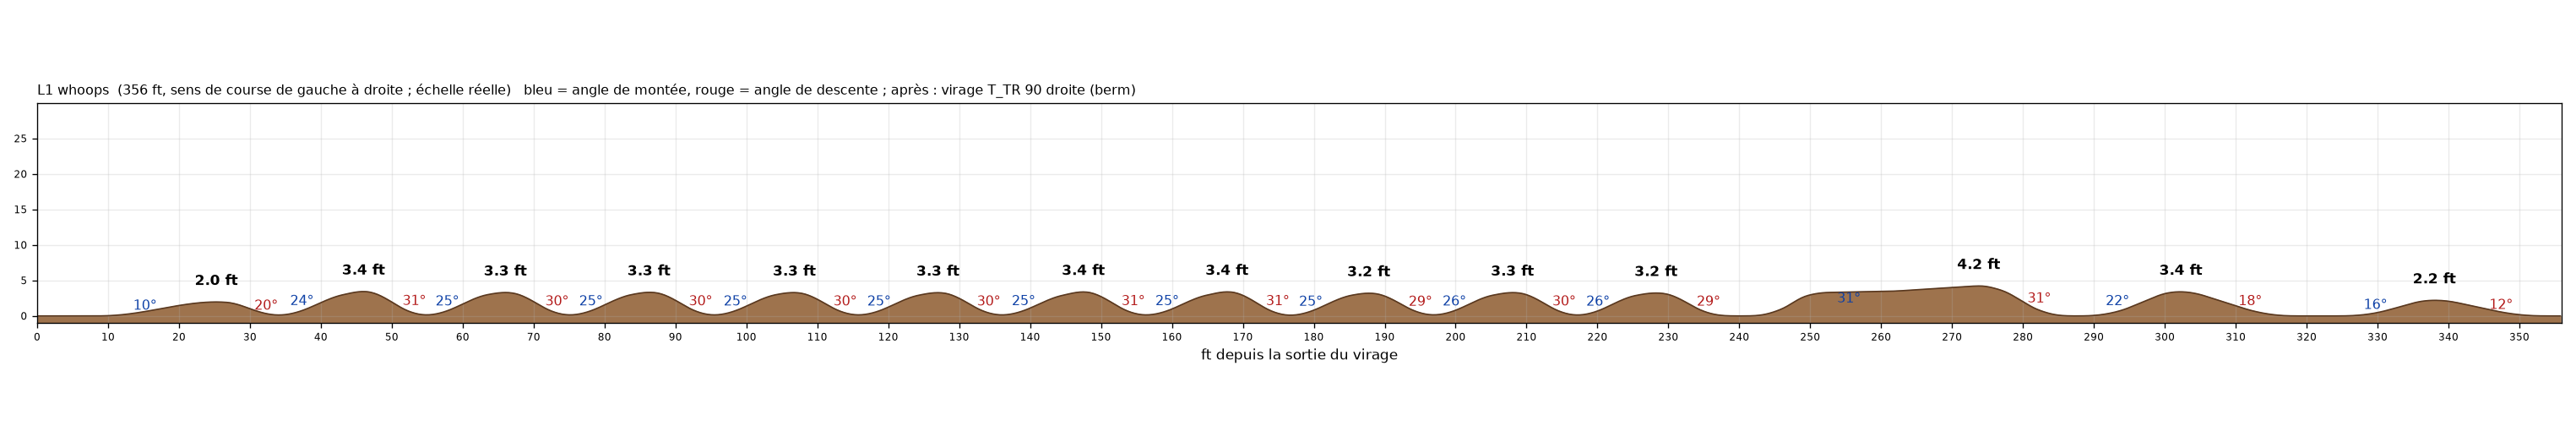 L1 whoops  (356 ft, sens de course de gauche à droite ; échelle réelle)   bleu = angle de montée, rouge = angle de descente ; après : virage T_TR 90 droite (berm)
25
20
15
10
5
0
2.0 ft 3.4 ft 3.3 ft 3.3 ft 3.3 ft 3.3 ft 3.4 ft 3.4 ft 3.2 ft 3.3 ft 3.2 ft 4.2 ft 3.4 ft 2.2 ft
10° 20° 24° 31° 25° 30° 25° 30° 25° 30° 25° 30° 25° 31° 25° 31° 25° 29° 26° 30° 26° 29° 31° 31° 22° 18° 16° 12°
0 10 20 30 40 50 60 70 80 90 100 110 120 130 140 150 160 170 180 190 200 210 220 230 240 250 260 270 280 290 300 310 320 330 340 350
ft depuis la sortie du virage